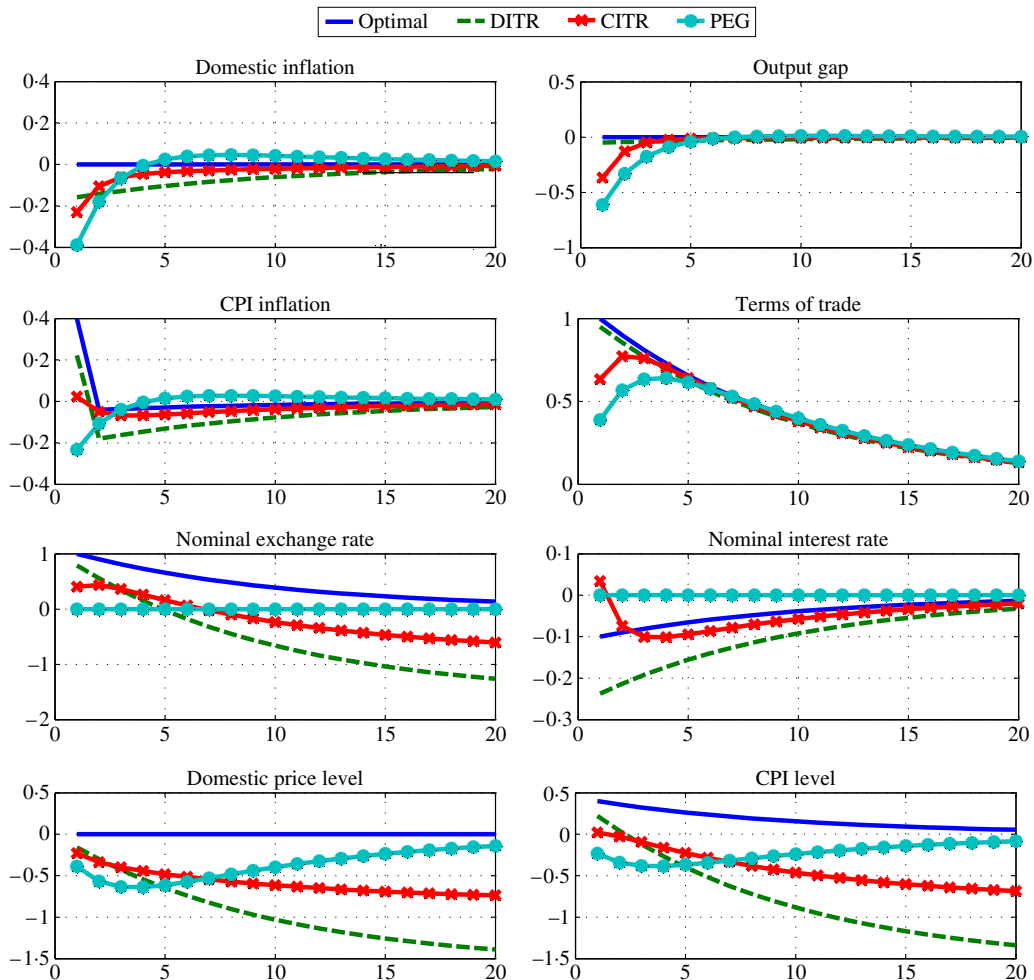 Optimal DITR CITR PEG
Domestic inflation
0·4
0·2
0
−0·2
−0·4
0 5 10 15 20
Output gap
0·5
0
−0·5
−1
0 5 10 15 20
CPI inflation
0·4
0·2
0
−0·2
−0·4
0 5 10 15 20
Terms of trade
1
0·5
0
0 5 10 15 20
Nominal exchange rate
1
0
−1
−2
0 5 10 15 20
Nominal interest rate
0·1
0
−0·1
−0·2
−0·3
0 5 10 15 20
Domestic price level
0·5
0
−0·5
−1
−1·5
0 5 10 15 20
CPI level
0·5
0
−0·5
−1
−1·5
0 5 10 15 20